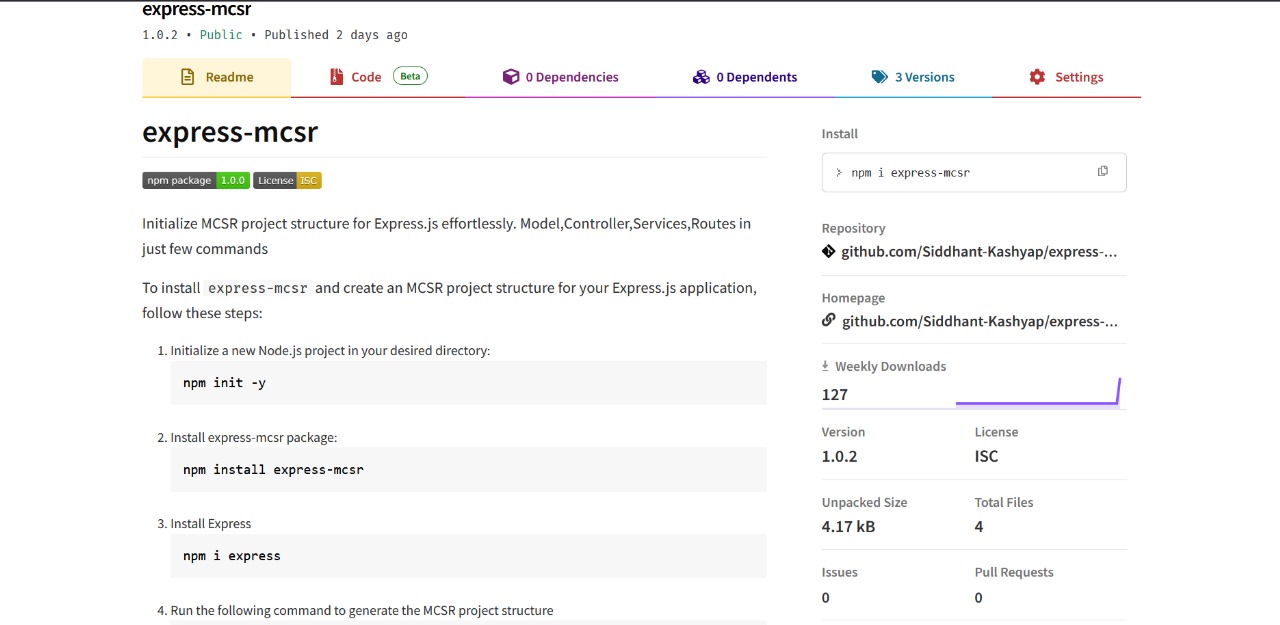 express-mcsr
1.0.2 • Public • Published 2 days ago
Readme
Code Beta
0 Dependencies
0 Dependents
3 Versions
Settings
express-mcsr
npm package 1.0.0 License ISC
Initialize MCSR project structure for Express.js effortlessly. Model,Controller,Services,Routes in
just few commands
To install express-mcsr and create an MCSR project structure for your Express.js application,
follow these steps:
1. Initialize a new Node.js project in your desired directory:
npm init -y
2. Install express-mcsr package:
npm install express-mcsr
3. Install Express
npm i express
4. Run the following command to generate the MCSR project structure
Install
> npm i express-mcsr
Repository
github.com/Siddhant-Kashyap/express-...
Homepage
github.com/Siddhant-Kashyap/express-...
Weekly Downloads
127
Version
1.0.2
License
ISC
Unpacked Size
4.17 kB
Total Files
4
Issues
0
Pull Requests
0